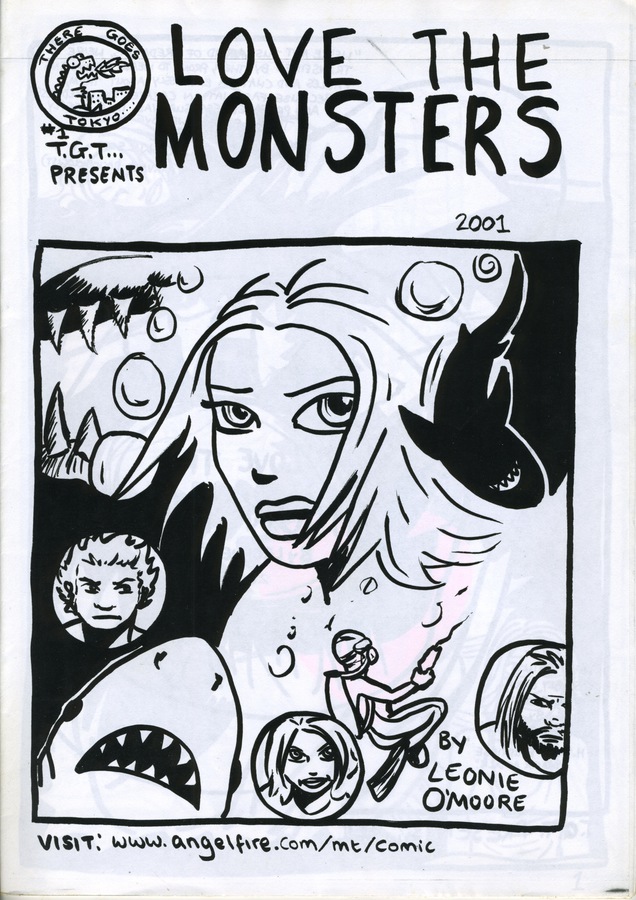 THERE GOES
TOKYO...
#1
T.G.T...
PRESENTS
LOVE THE
MONSTERS
2001
BY
LEONIE
O'MOORE
VISIT: www.angelfire.com/mt/comic